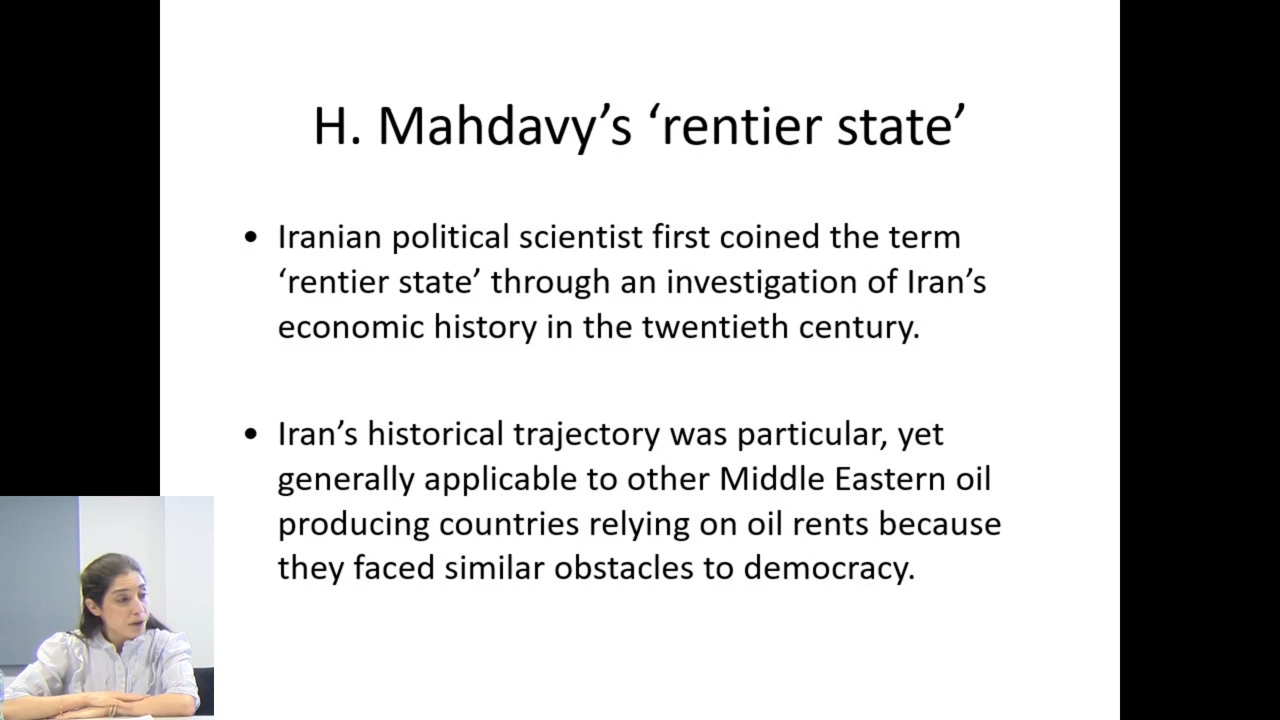 H. Mahdavy’s ‘rentier state’
• Iranian political scientist first coined the term
‘rentier state’ through an investigation of Iran’s
economic history in the twentieth century.
• Iran’s historical trajectory was particular, yet
generally applicable to other Middle Eastern oil
producing countries relying on oil rents because
they faced similar obstacles to democracy.